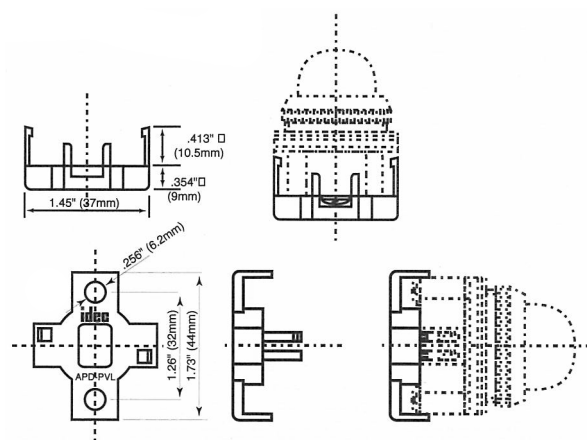 .413" □
(10.5mm)
.354"□
(9mm)
1.45" (37mm)
.256" (6.2mm)
idec
APD PVL
1.26" (32mm)
1.73" (44mm)